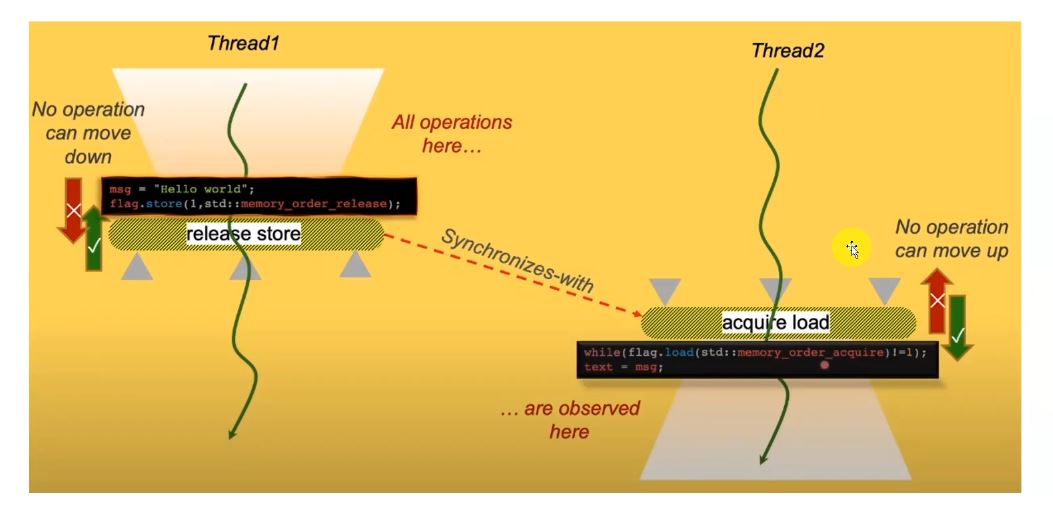 Thread1
Thread2
No operation
can move
down
All operations
here...
msg = "Hello world";
flag.store(1,std::memory_order_release);
release store
Synchronizes-with
No operation
can move up
acquire load
while(flag.load(std::memory_order_acquire)!=1);
text = msg;
... are observed
here